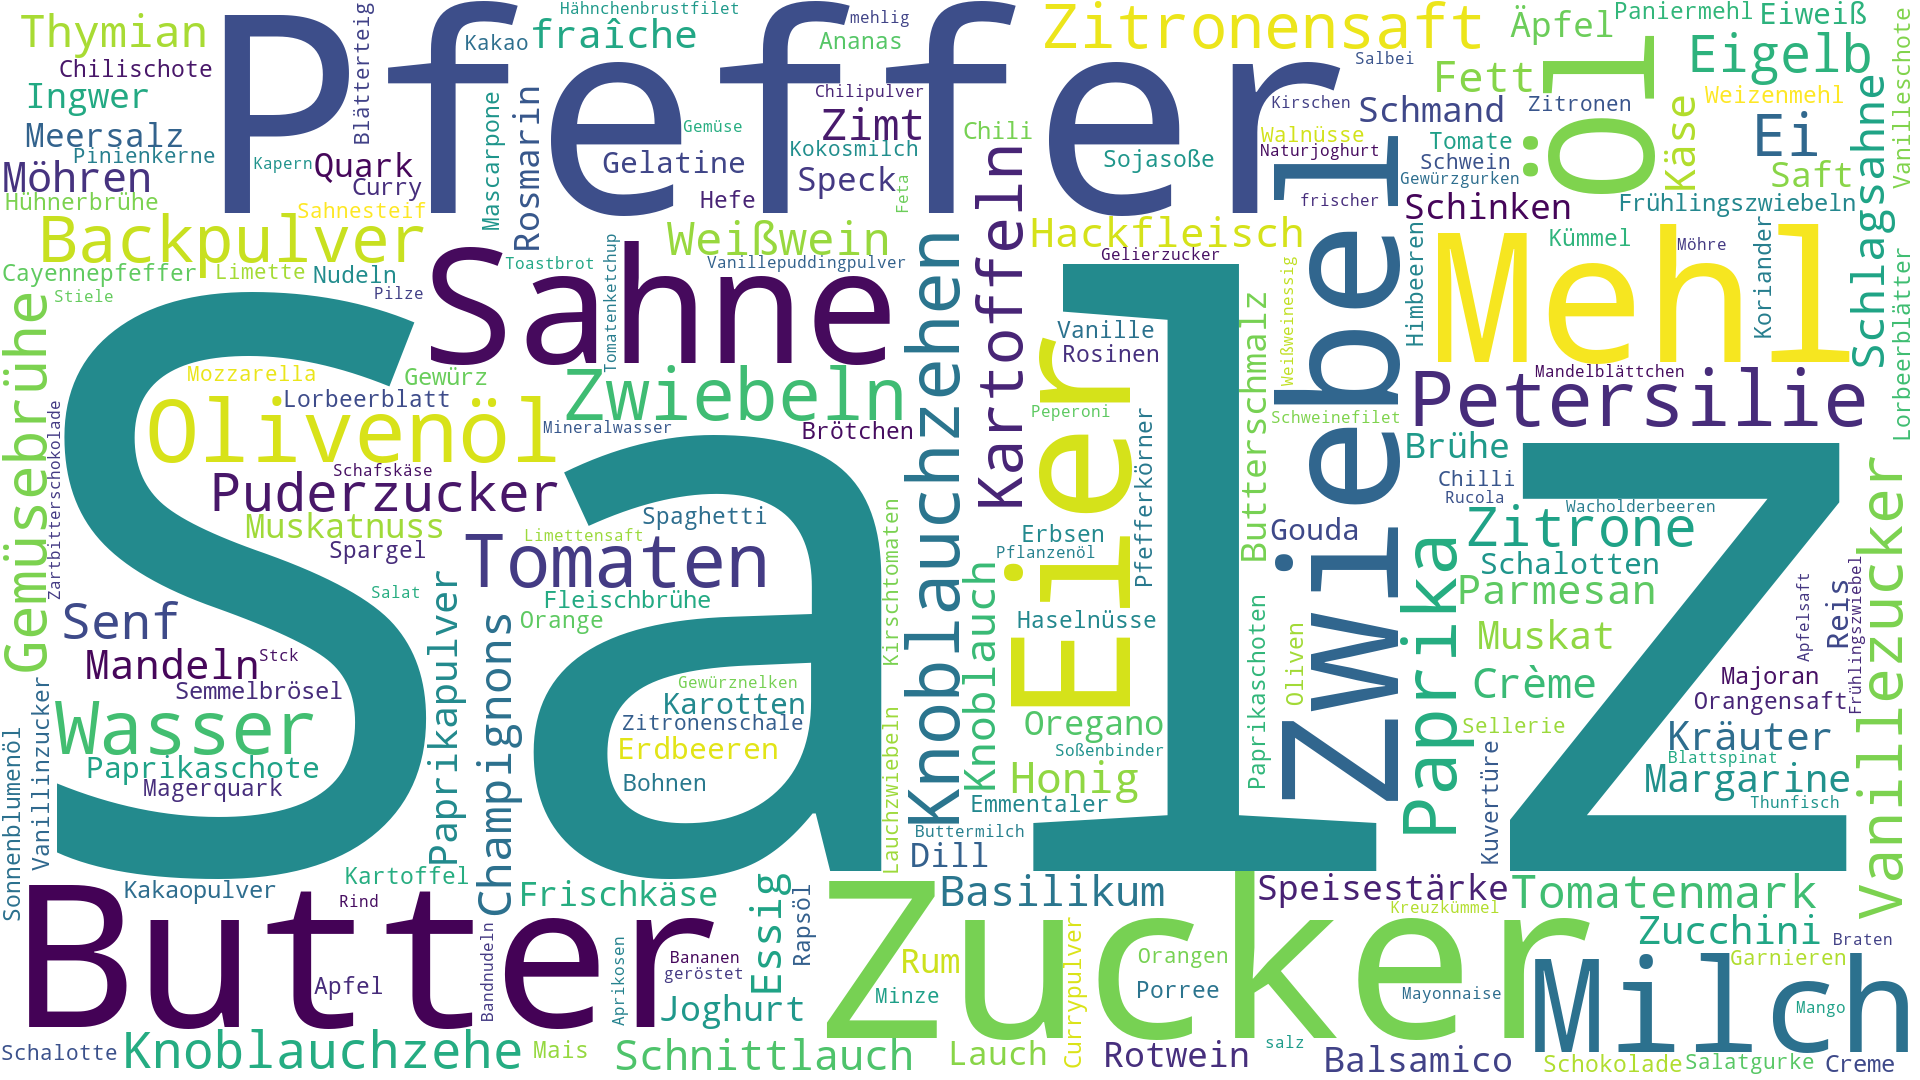 Thymian
Pfeffer
Hähnchenbrustfilet
Kakao
fraîche
mehlig
Ananas
Zitronensaft
Salbei
Äpfel
Paniermehl
Eiweiß
Eigelb
Vanilleschote
Chilischote
Blätterteig
Ingwer
Meersalz
Pinienkerne
Möhren
Hühnerbrühe
Kapern
Quark
Curry
Sahnesteif
Mascarpone
Rosmarin
Gemüse
Gelatine
Hefe
Chilipulver
Zimt
Kokosmilch
Speck
Feta
Chili
Sojasoße
Kirschen
Walnüsse
Naturjoghurt
frischer
Schmand
Fett
Öl
Zitronen
Tomate
Schwein
Gewürzgurken
Schinken
Käse
Weizenmehl
Ei
Saft
Frühlingszwiebeln
Schlagsahne
Backpulver
Cayennepfeffer
Limette
Nudeln
Stiele
Pilze
Sahne
Toastbrot
Tomatenketchup
Weißwein
Vanillepuddingpulver
Knoblauchzehen
Kartoffeln
Hackfleisch
Gelierzucker
Weißweinessig
Zwiebel
Himbeeren
Mehl
Kümmel
Möhre
Koriander
Lorbeerblätter
Gemüsebrühe
Salz
Mozzarella
Gewürz
Lorbeerblatt
Olivenöl
Zwiebeln
Mineralwasser
Brötchen
Vanille
Rosinen
Eier
Peperoni
Butterschmalz
Schweinefilet
Mandelblättchen
Petersilie
Zartbitterschokolade
Schafskäse
Puderzucker
Muskatnuss
Spargel
Salat
Spaghetti
Limettensaft
Tomaten
Fleischbrühe
Orange
Kirschtomaten
Erbsen
Pflanzenöl
Pfefferkörner
Haselnüsse
Gouda
Brühe
Chilli
Rucola
Wacholderbeeren
Zitrone
Schalotten
Parmesan
Paprika
Muskat
Reis
Apfelsaft
Frühlingszwiebel
Vanillezucker
Senf
Mandeln
Stck
Semmelbrösel
Wasser
Paprikaschote
Magerquark
Sonnenblumenöl
Vanillinzucker
Paprikapulver
Champignons
Gewürznelken
Karotten
Zitronenschale
Erdbeeren
Bohnen
Lauchzwiebeln
Knoblauch
Oregano
Soßenbinder
Honig
Emmentaler
Buttermilch
Dill
Paprikaschoten
Oliven
Crème
Sellerie
Kuvertüre
Majoran
Orangensaft
Kräuter
Blattspinat
Margarine
Thunfisch
Butter
Kakaopulver
Rind
Kartoffel
Apfel
Bandnudeln
Frischkäse
Aprikosen
Bananen
geröstet
Essig
Rapsöl
Joghurt
Zucker
Basilikum
Rum
Minze
Currypulver
Orangen
Porree
Speisestärke
Kreuzkümmel
Mayonnaise
Tomatenmark
Zucchini
Braten
Garnieren
Milch
Mango
Schalotte
Knoblauchzehe
Mais
Schnittlauch
Lauch
Rotwein
salz
Balsamico
Schokolade
Salatgurke
Creme